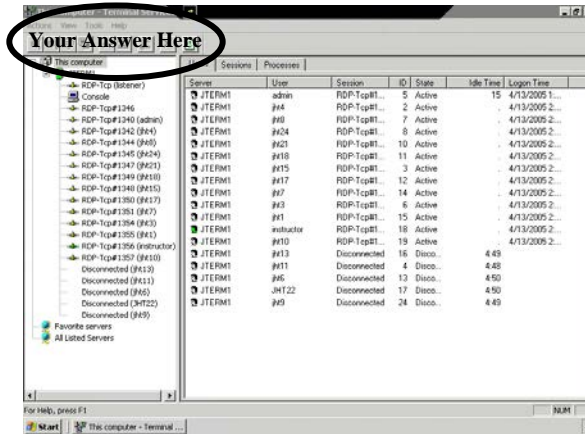 Actions View Tools Help
Your Answer Here
This computer
JTERM1
RDP-Tcp (listener)
Console
RDP-Tcp#1346
RDP-Tcp#1340 (admin)
RDP-Tcp#1342 (jht4)
RDP-Tcp#1344 (jht8)
RDP-Tcp#1345 (jht24)
RDP-Tcp#1347 (jht21)
RDP-Tcp#1349 (jht18)
RDP-Tcp#1348 (jht15)
RDP-Tcp#1350 (jht17)
RDP-Tcp#1351 (jht7)
RDP-Tcp#1354 (jht3)
RDP-Tcp#1355 (jht1)
RDP-Tcp#1356 (instructor)
RDP-Tcp#1357 (jht10)
Disconnected (jht13)
Disconnected (jht11)
Disconnected (jht6)
Disconnected (JHT22)
Disconnected (jht9)
Favorite servers
All Listed Servers
Sessions Processes
Server User Session ID State Idle Time Logon Time
JTERM1 admin RDP-Tcp#1... 5 Active 15 4/13/2005 1:...
JTERM1 jht4 RDP-Tcp#1... 2 Active . 4/13/2005 2:...
JTERM1 jht8 RDP-Tcp#1... 7 Active . 4/13/2005 2:...
JTERM1 jht24 RDP-Tcp#1... 8 Active . 4/13/2005 2:...
JTERM1 jht21 RDP-Tcp#1... 10 Active . 4/13/2005 2:...
JTERM1 jht18 RDP-Tcp#1... 11 Active . 4/13/2005 2:...
JTERM1 jht15 RDP-Tcp#1... 3 Active . 4/13/2005 2:...
JTERM1 jht17 RDP-Tcp#1... 12 Active . 4/13/2005 2:...
JTERM1 jht7 RDP-Tcp#1... 14 Active . 4/13/2005 2:...
JTERM1 jht3 RDP-Tcp#1... 6 Active . 4/13/2005 2:...
JTERM1 jht1 RDP-Tcp#1... 15 Active . 4/13/2005 2:...
JTERM1 instructor RDP-Tcp#1... 18 Active . 4/13/2005 2:...
JTERM1 jht10 RDP-Tcp#1... 19 Active . 4/13/2005 2:...
JTERM1 jht13 Disconnected 16 Disco... 4:49
JTERM1 jht11 Disconnected 4 Disco... 4:48
JTERM1 jht6 Disconnected 13 Disco... 4:50
JTERM1 JHT22 Disconnected 17 Disco... 4:50
JTERM1 jht9 Disconnected 24 Disco... 4:49
For Help, press F1 NUM
Start This computer - Terminal ...